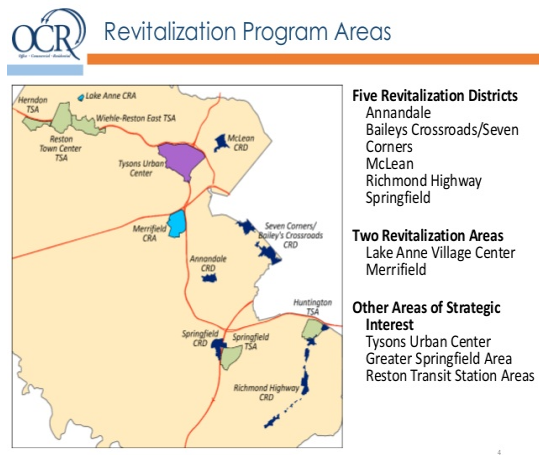 OCR
Office - Commercial - Residential
Revitalization Program Areas
Herndon
TSA
Lake Anne CRA
Wiehle-Reston East TSA
Reston
Town Center
TSA
McLean
CRD
Tysons Urban
Center
Merrifield
CRA
Seven Corners/
Bailey's Crossroads
CRD
Annandale
CRD
Huntington
TSA
Springfield
CRD
Springfield
TSA
Richmond Highway
CRD
Five Revitalization Districts
Annandale
Baileys Crossroads/Seven
Corners
McLean
Richmond Highway
Springfield
Two Revitalization Areas
Lake Anne Village Center
Merrifield
Other Areas of Strategic
Interest
Tysons Urban Center
Greater Springfield Area
Reston Transit Station Areas
4